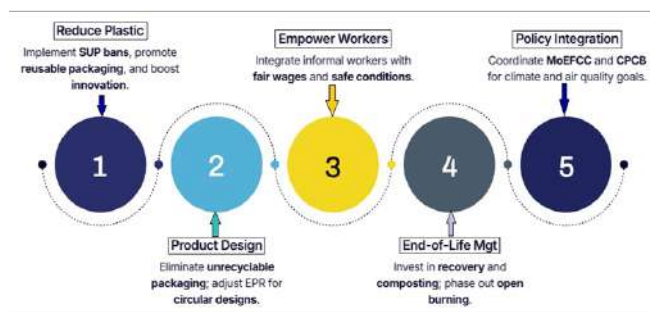 Reduce Plastic
Implement SUP bans, promote
reusable packaging, and boost
innovation.
Empower Workers
Integrate informal workers with
fair wages and safe conditions.
Policy Integration
Coordinate MoEFCC and CPCB
for climate and air quality goals.
1
2
3
4
5
Product Design
Eliminate unrecyclable
packaging; adjust EPR for
circular designs.
End-of-Life Mgt
Invest in recovery and
composting; phase out open
burning.